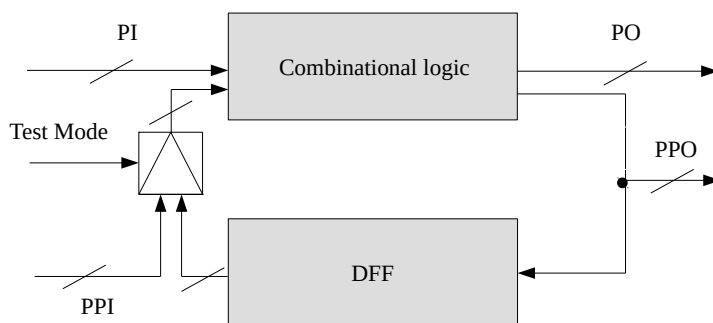 PI
PO
Combinational logic
Test Mode
PPO
DFF
PPI